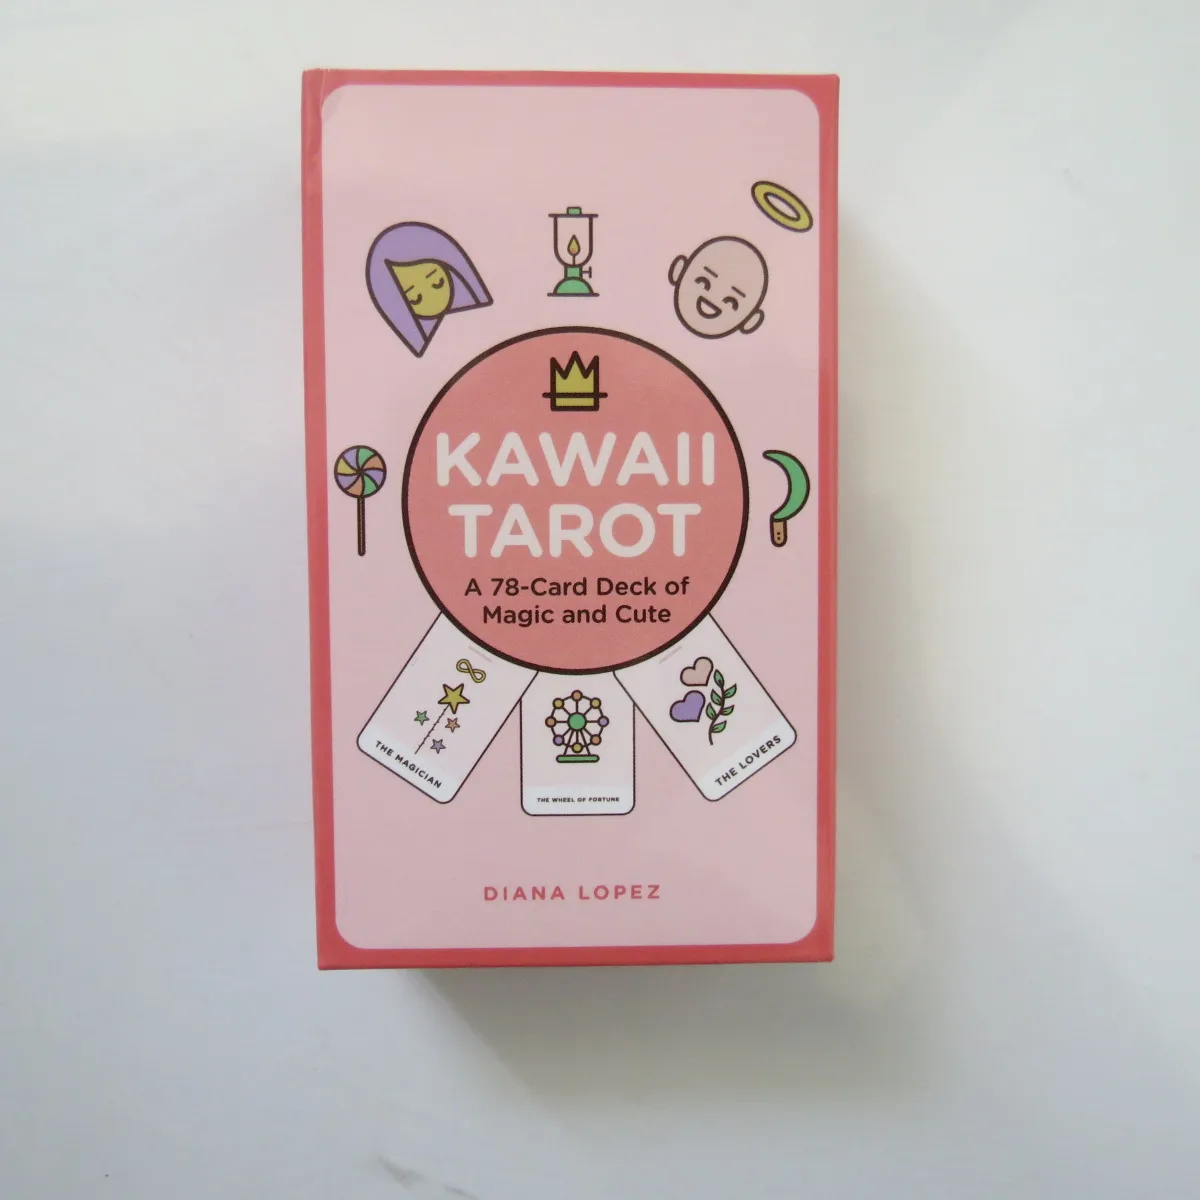 KAWAII
TAROT
A 78-Card Deck of
Magic and Cute
THE MAGICIAN
THE WHEEL OF FORTUNE
THE LOVERS
DIANA LOPEZ